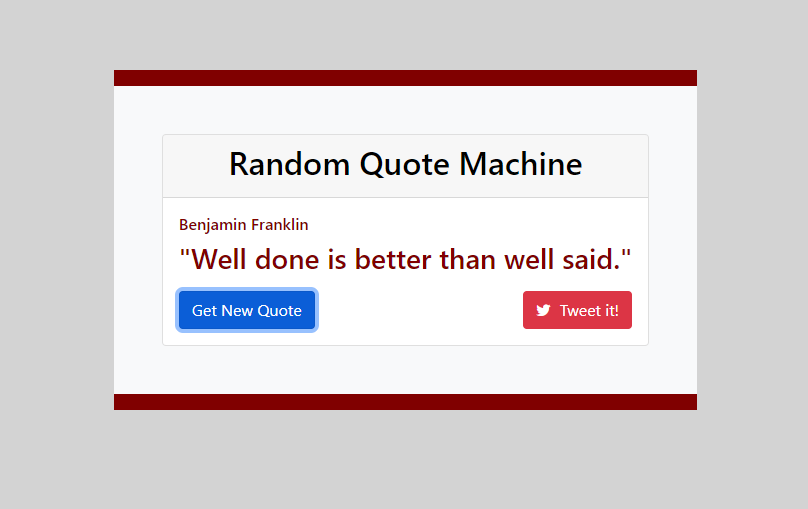 Random Quote Machine
Benjamin Franklin
"Well done is better than well said."
Get New Quote
Tweet it!